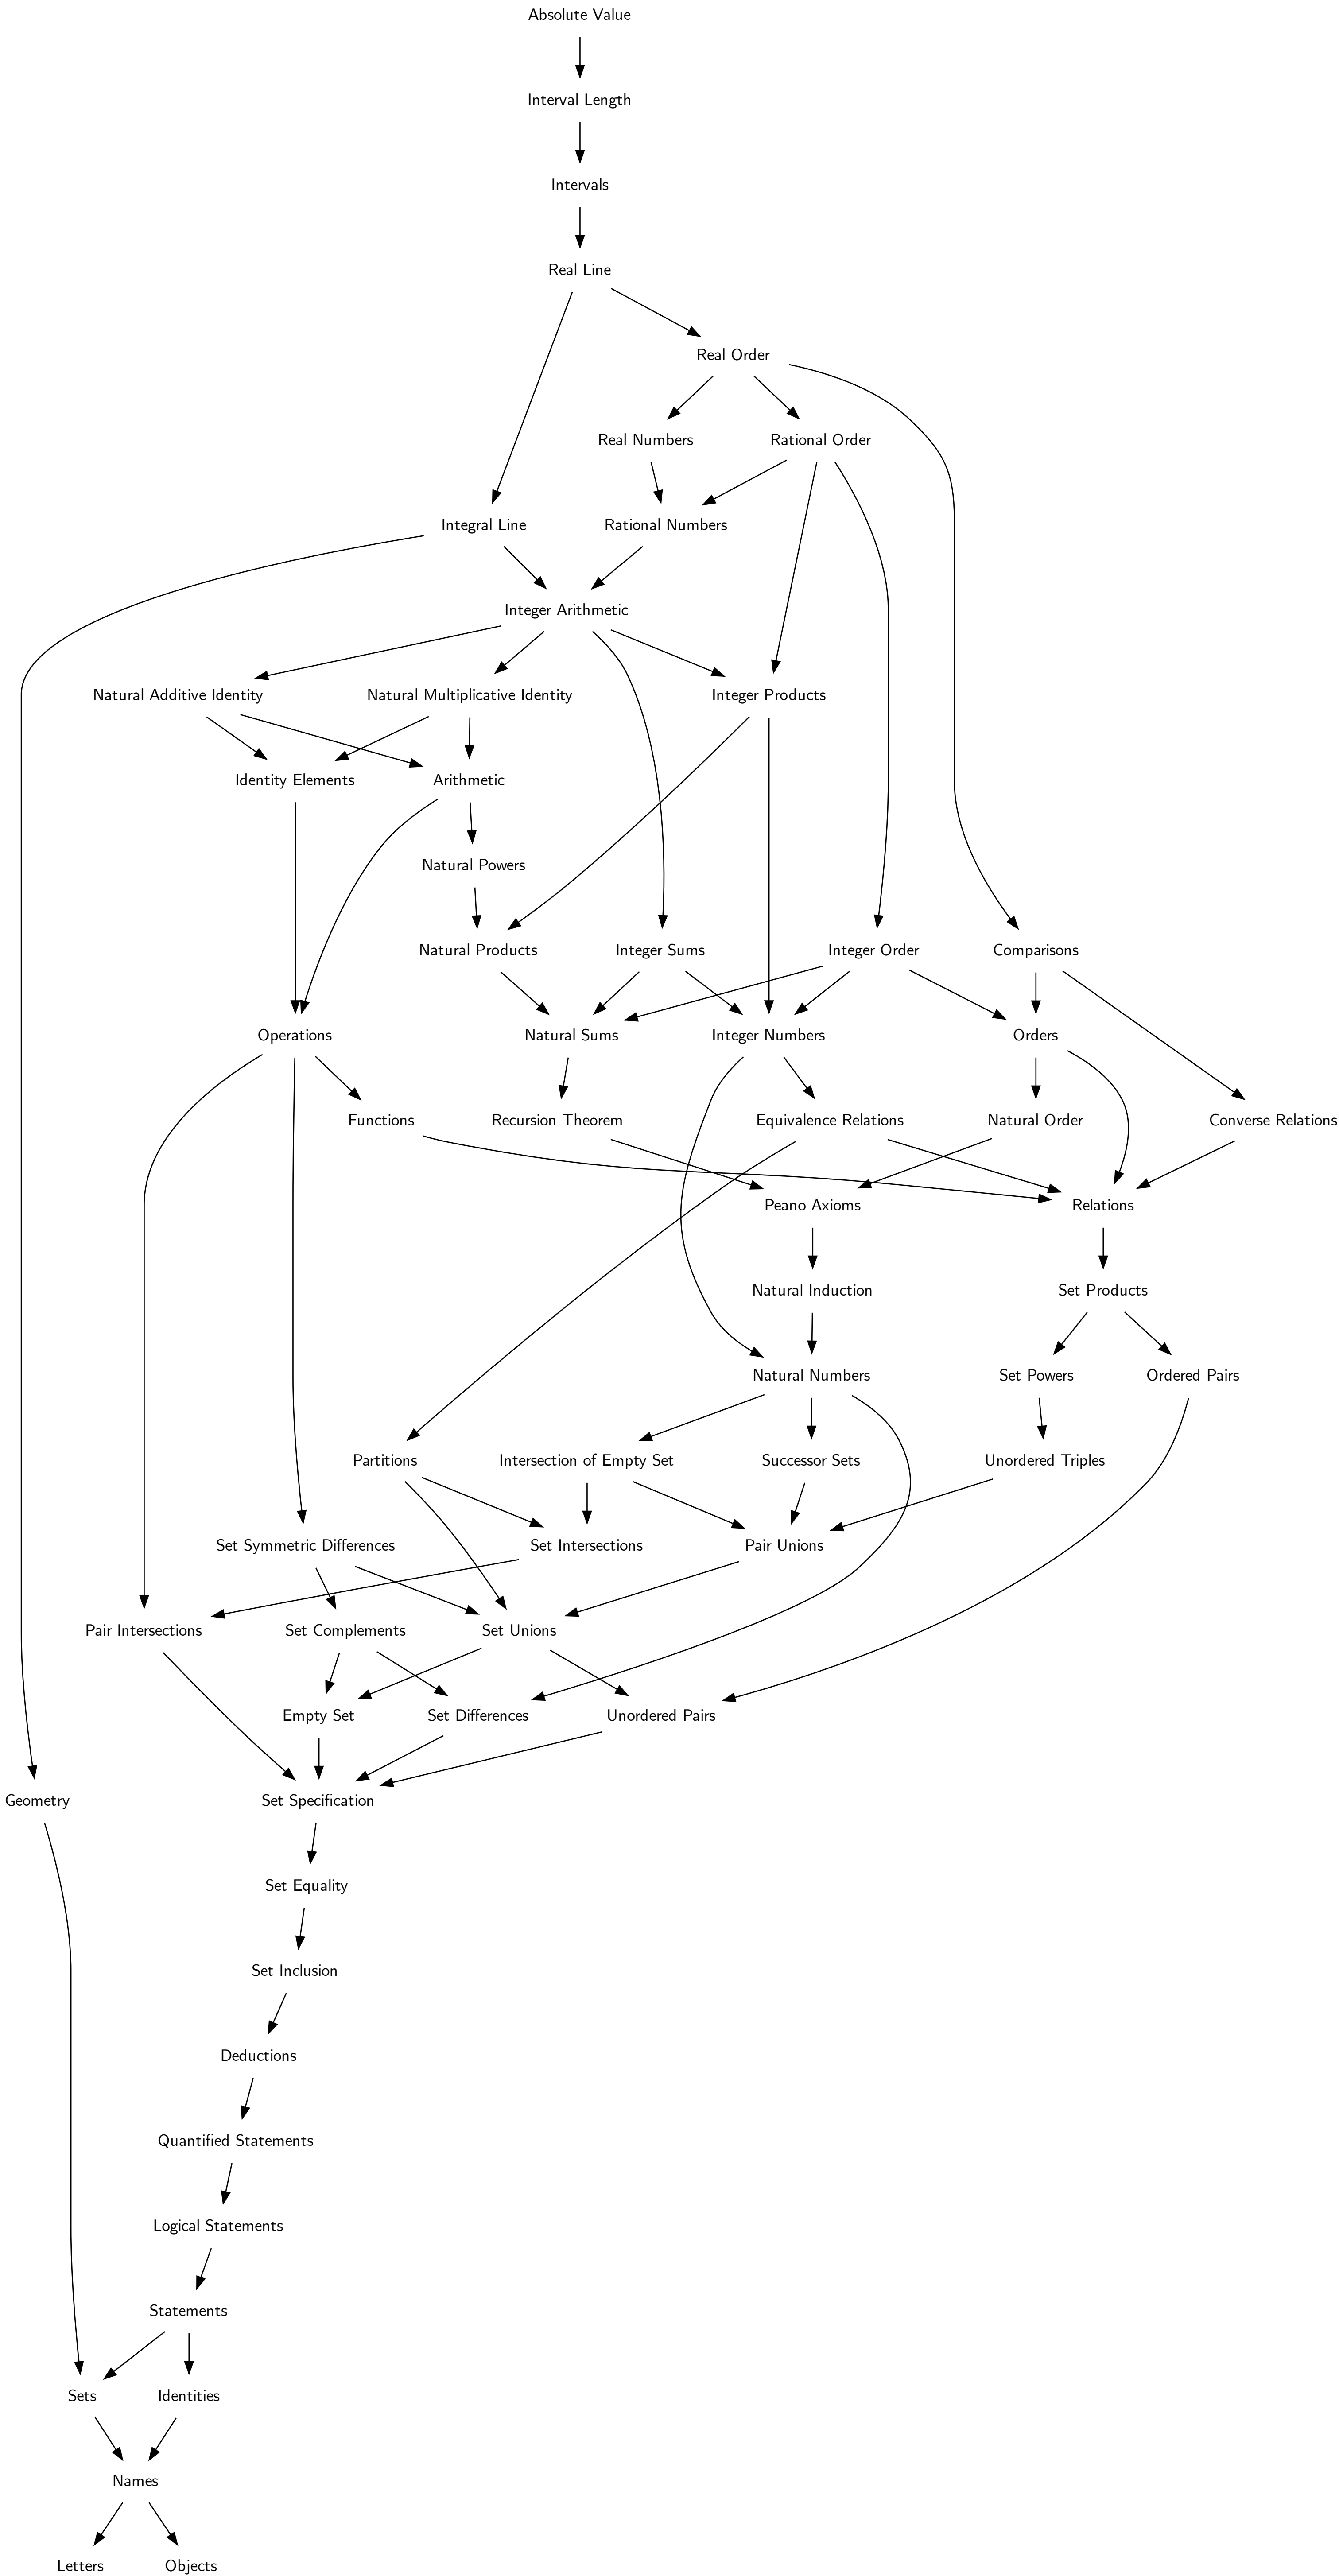 Absolute Value
Interval Length
Intervals
Real Line
Real Order
Real Numbers
Rational Order
Integral Line
Rational Numbers
Integer Arithmetic
Natural Additive Identity
Natural Multiplicative Identity
Integer Products
Identity Elements
Arithmetic
Natural Powers
Natural Products
Integer Sums
Integer Order
Comparisons
Operations
Natural Sums
Integer Numbers
Orders
Functions
Recursion Theorem
Equivalence Relations
Natural Order
Converse Relations
Peano Axioms
Relations
Natural Induction
Set Products
Natural Numbers
Set Powers
Ordered Pairs
Partitions
Intersection of Empty Set
Successor Sets
Unordered Triples
Set Symmetric Differences
Set Intersections
Pair Unions
Pair Intersections
Set Complements
Set Unions
Empty Set
Set Differences
Unordered Pairs
Geometry
Set Specification
Set Equality
Set Inclusion
Deductions
Quantified Statements
Logical Statements
Statements
Sets
Identities
Names
Letters
Objects